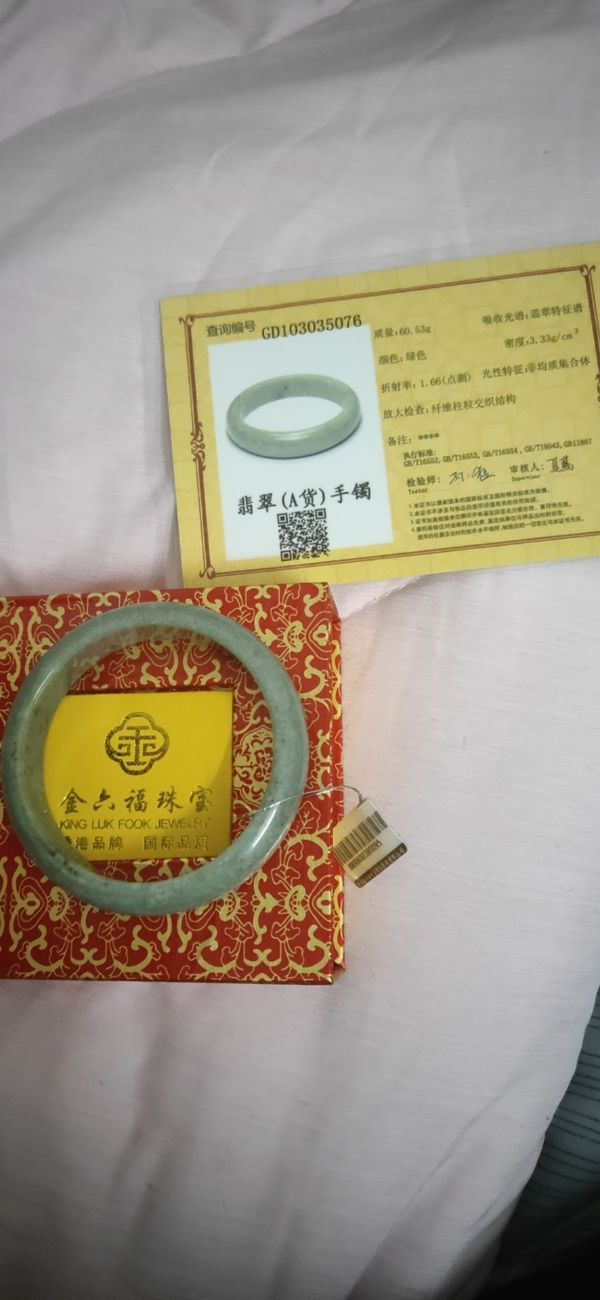 查询编号 GD103035076
翡翠(A货)手镯
质量:60.53g
吸收光谱:翡翠特征谱
颜色:绿色
密度:3.33g/cm³
折射率:1.66(点测)
光性特征:非均质集合体
放大检查:纤维柱粒交织结构
备注:****
执行标准:
GB/T16552,GB/T16553,GB/T16554,GB/T18043,GB11887
检验师:
审核人:
Tester
Supervisor
金六福珠宝
KING LUK FOOK JEWELRY
香港品牌 国际品质